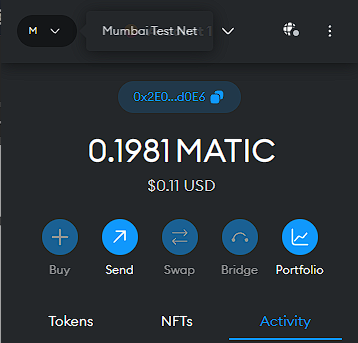 M
Mumbai Test Net
0x2E0...d0E6
0.1981 MATIC
$0.11 USD
Buy
Send
Swap
Bridge
Portfolio
Tokens
NFTs
Activity